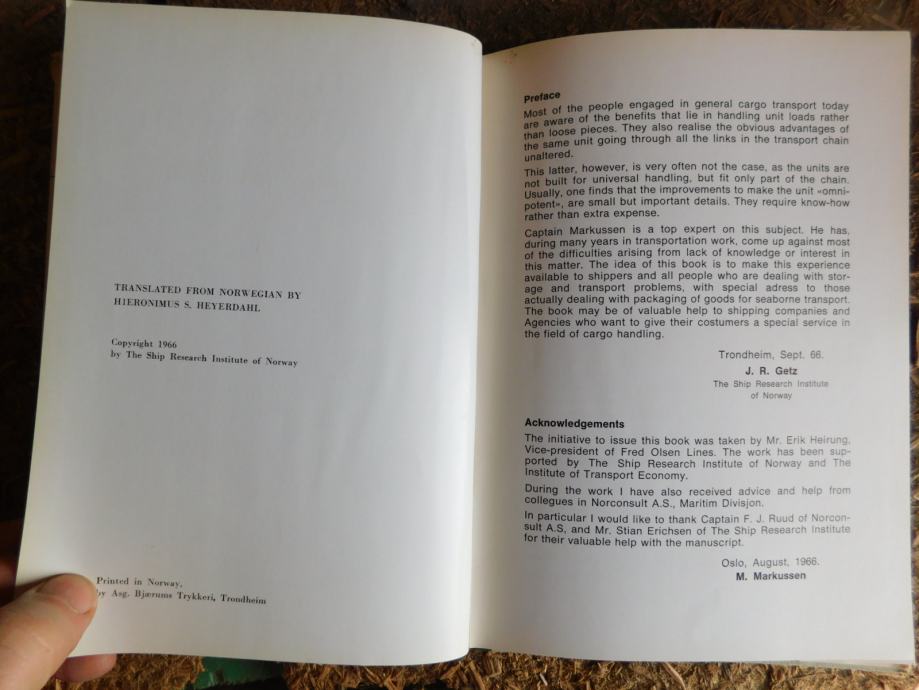 TRANSLATED FROM NORWEGIAN BY
HIERONIMUS S. HEYERDAHL
Copyright 1966
by The Ship Research Institute of Norway
Printed in Norway,
by Asg. Bjærums Trykkeri, Trondheim
Preface
Most of the people engaged in general cargo transport today
are aware of the benefits that lie in handling unit loads rather
than loose pieces. They also realise the obvious advantages of
the same unit going through all the links in the transport chain
unaltered.
This latter, however, is very often not the case, as the units are
not built for universal handling, but fit only part of the chain.
Usually, one finds that the improvements to make the unit «omni-
potent», are small but important details. They require know-how
rather than extra expense.
Captain Markussen is a top expert on this subject. He has,
during many years in transportation work, come up against most
of the difficulties arising from lack of knowledge or interest in
this matter. The idea of this book is to make this experience
available to shippers and all people who are dealing with stor-
age and transport problems, with special adress to those
actually dealing with packaging of goods for seaborne transport.
The book may be of valuable help to shipping companies and
Agencies who want to give their costumers a special service in
the field of cargo handling.
Trondheim, Sept. 66.
J. R. Getz
The Ship Research Institute
of Norway
Acknowledgements
The initiative to issue this book was taken by Mr. Erik Heirung,
Vice-president of Fred Olsen Lines. The work has been sup-
ported by The Ship Research Institute of Norway and The
Institute of Transport Economy.
During the work I have also received advice and help from
collegues in Norconsult A.S., Maritim Divisjon.
In particular I would like to thank Captain F. J. Ruud of Norcon-
sult A.S, and Mr. Stian Erichsen of The Ship Research Institute
for their valuable help with the manuscript.
Oslo, August, 1966.
M. Markussen